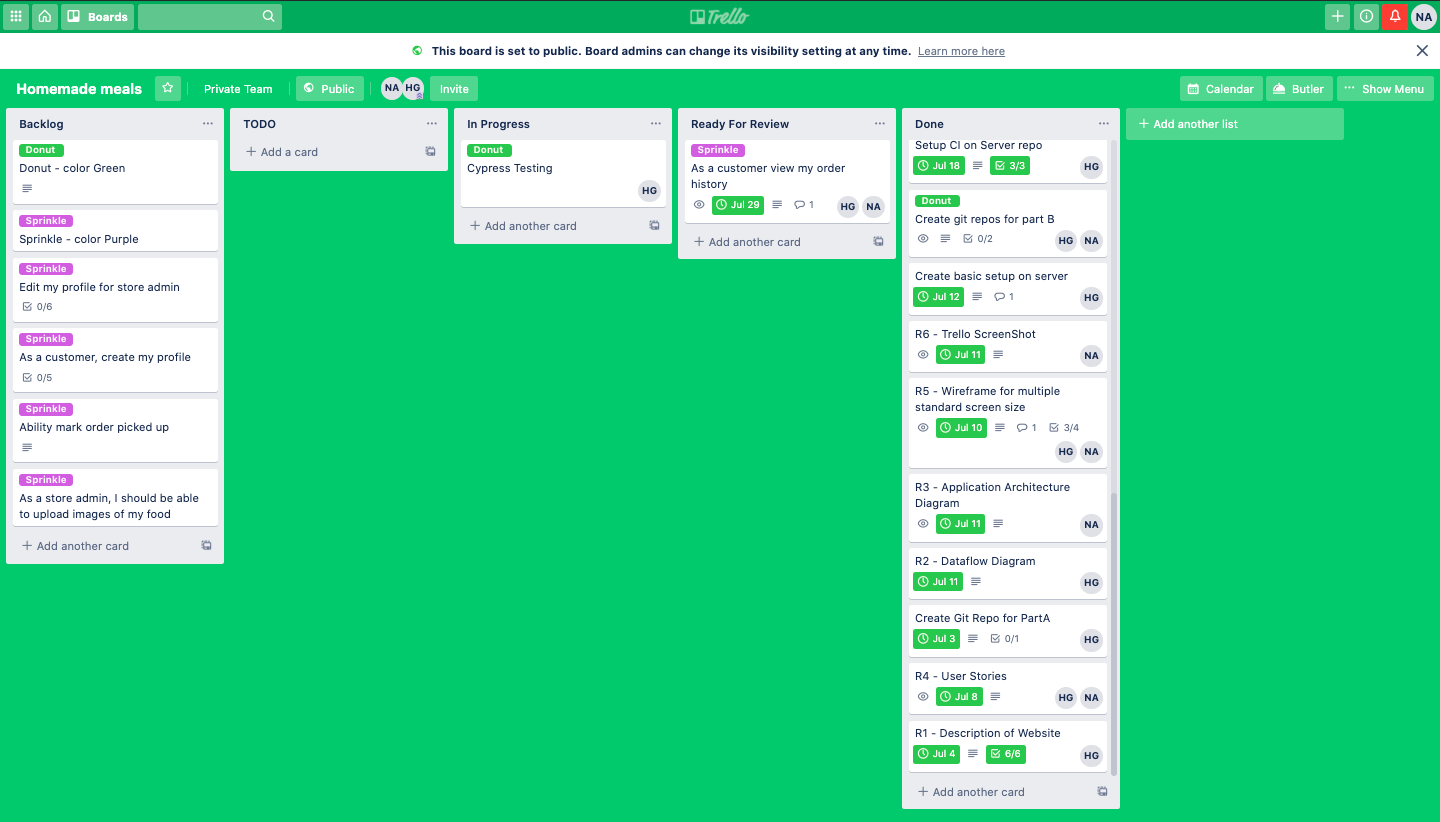 Boards
Trello
NA
This board is set to public. Board admins can change its visibility setting at any time. Learn more here
Homemade meals
Private Team
Public
NA
HG
Invite
Calendar
Butler
Show Menu
Backlog
Donut
Donut - color Green
Sprinkle
Sprinkle - color Purple
Sprinkle
Edit my profile for store admin
0/6
Sprinkle
As a customer, create my profile
0/5
Sprinkle
Ability mark order picked up
Sprinkle
As a store admin, I should be able
to upload images of my food
+ Add another card
TODO
+ Add a card
In Progress
Donut
Cypress Testing
HG
+ Add another card
Ready For Review
Sprinkle
As a customer view my order
history
Jul 29 1 HG NA
+ Add another card
Done
Setup CI on Server repo
Jul 18 3/3 HG
Donut
Create git repos for part B
0/2 HG NA
Create basic setup on server
Jul 12 1 HG
R6 - Trello ScreenShot
Jul 11 NA
R5 - Wireframe for multiple
standard screen size
Jul 10 1 3/4
HG NA
R3 - Application Architecture
Diagram
Jul 11 NA
R2 - Dataflow Diagram
Jul 11 HG
Create Git Repo for PartA
Jul 3 0/1 HG
R4 - User Stories
Jul 8 HG NA
R1 - Description of Website
Jul 4 6/6 HG
+ Add another card
+ Add another list